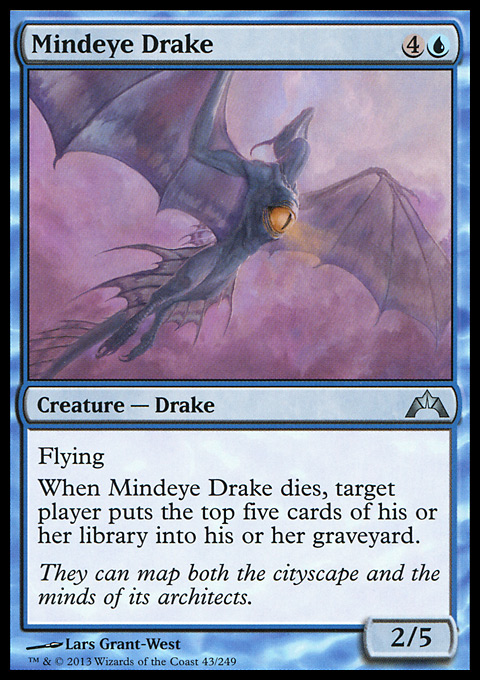 Mindeye Drake 4
Creature — Drake
Flying
When Mindeye Drake dies, target
player puts the top five cards of his or
her library into his or her graveyard.
They can map both the cityscape and the
minds of its architects.
Lars Grant-West
2/5
™ & © 2013 Wizards of the Coast 43/249